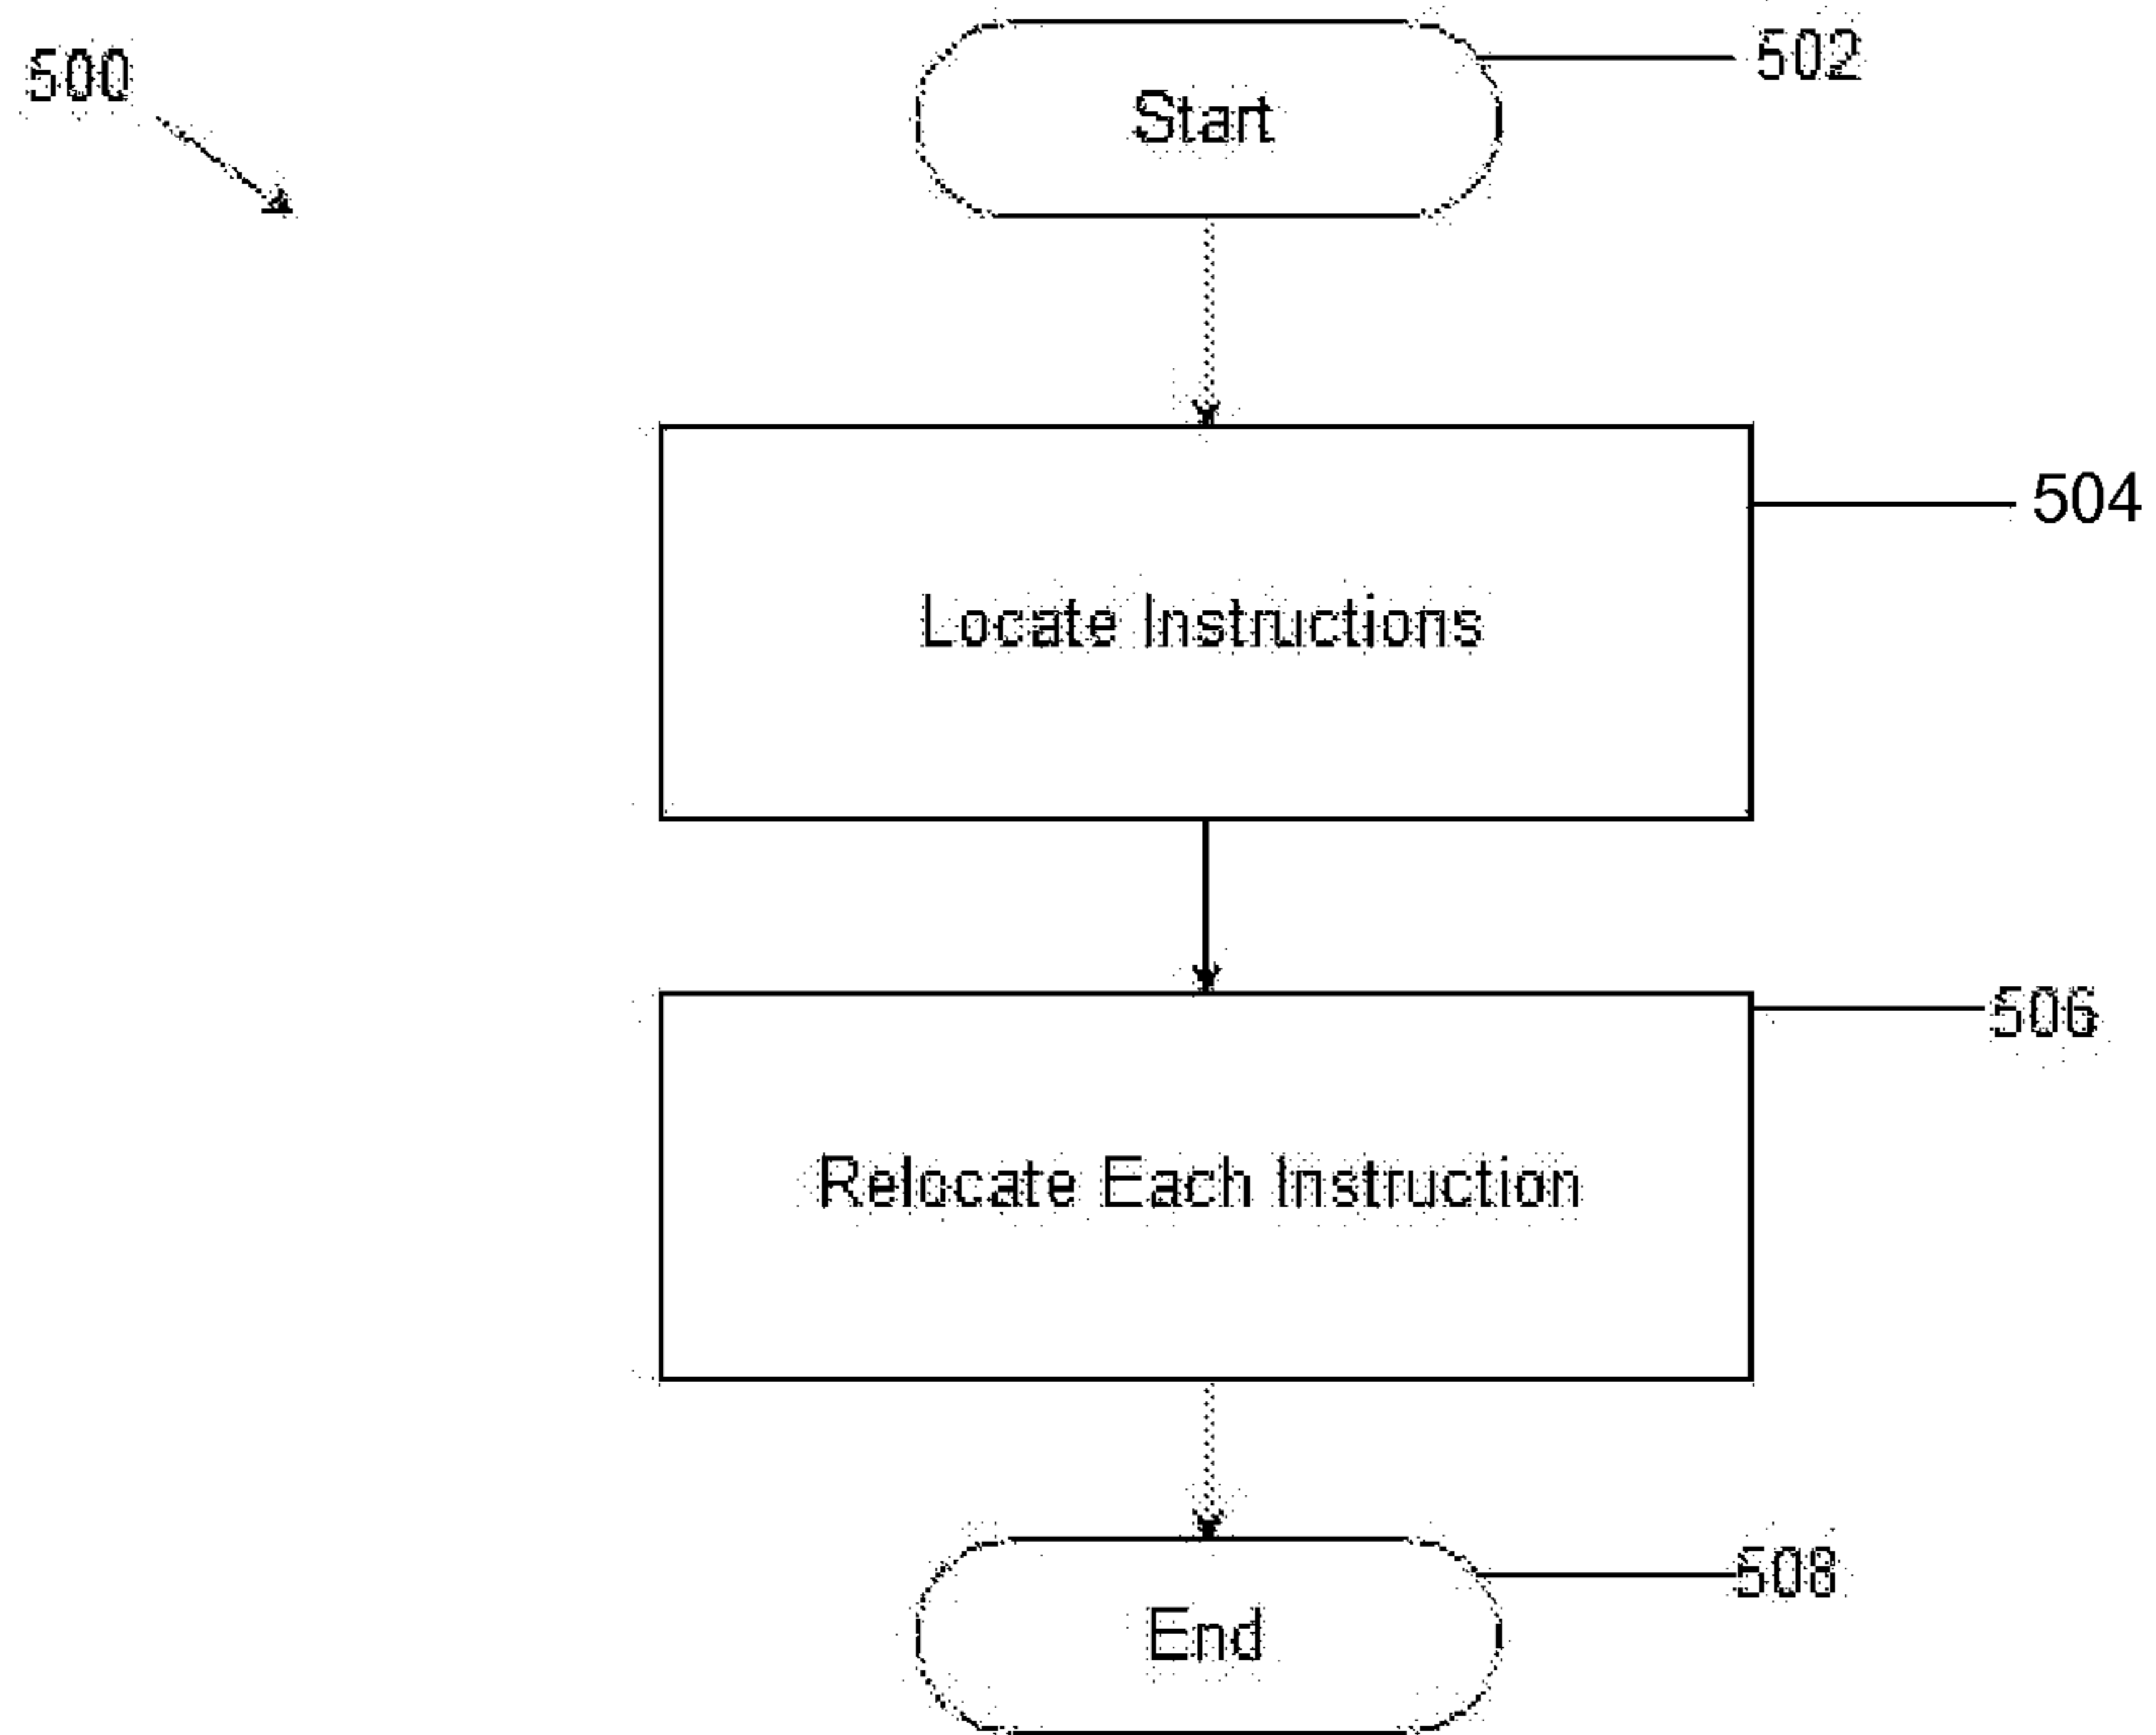 500
502
Start
504
Locate Instructions
506
Relocate Each Instruction
508
End